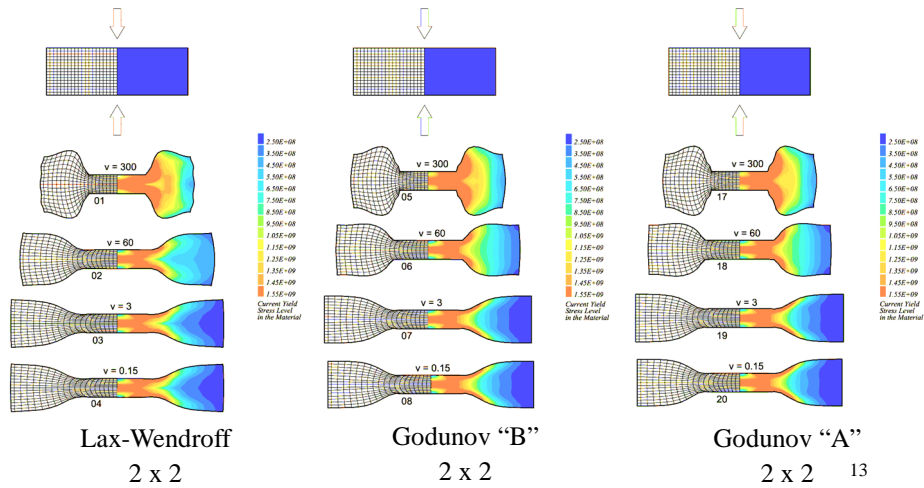 v = 300
01
v = 60
02
v = 3
03
v = 0.15
04
2.50E+08
3.50E+08
4.50E+08
5.50E+08
6.50E+08
7.50E+08
8.50E+08
9.50E+08
1.05E+09
1.15E+09
1.25E+09
1.35E+09
1.45E+09
1.55E+09
Current Yield
Stress Level
in the Material
Lax-Wendroff
2 x 2
v = 300
05
v = 60
06
v = 3
07
v = 0.15
08
2.50E+08
3.50E+08
4.50E+08
5.50E+08
6.50E+08
7.50E+08
8.50E+08
9.50E+08
1.05E+09
1.15E+09
1.25E+09
1.35E+09
1.45E+09
1.55E+09
Current Yield
Stress Level
in the Material
Godunov “B”
2 x 2
v = 300
17
v = 60
18
v = 3
19
v = 0.15
20
2.50E+08
3.50E+08
4.50E+08
5.50E+08
6.50E+08
7.50E+08
8.50E+08
9.50E+08
1.05E+09
1.15E+09
1.25E+09
1.35E+09
1.45E+09
1.55E+09
Current Yield
Stress Level
in the Material
Godunov “A”
2 x 2
13